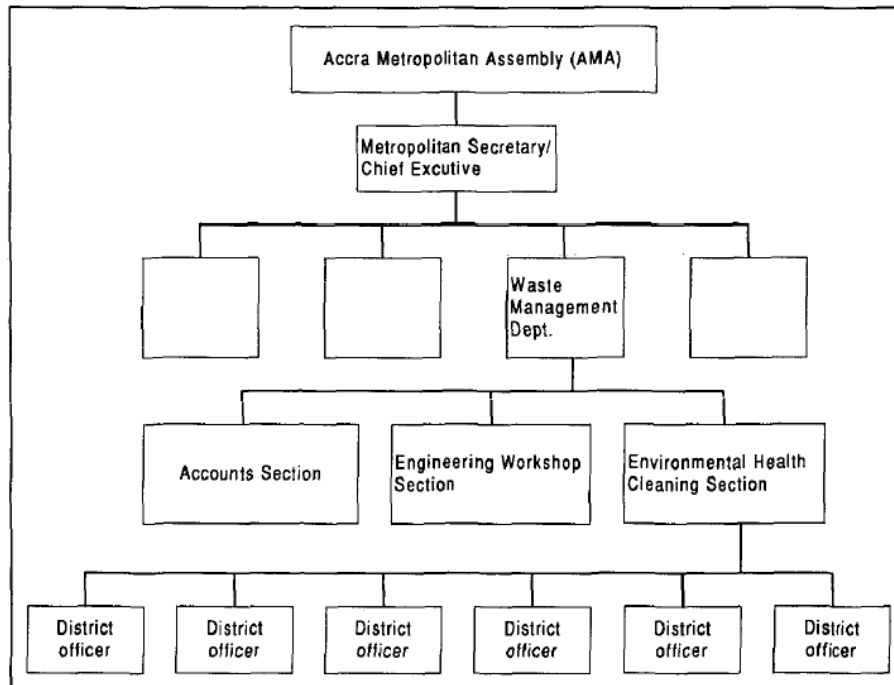 Accra Metropolitan Assembly (AMA)
Metropolitan Secretary/
Chief Excutive
Waste
Management
Dept.
Accounts Section
Engineering Workshop
Section
Environmental Health
Cleaning Section
District
officer
District
officer
District
officer
District
officer
District
officer
District
officer